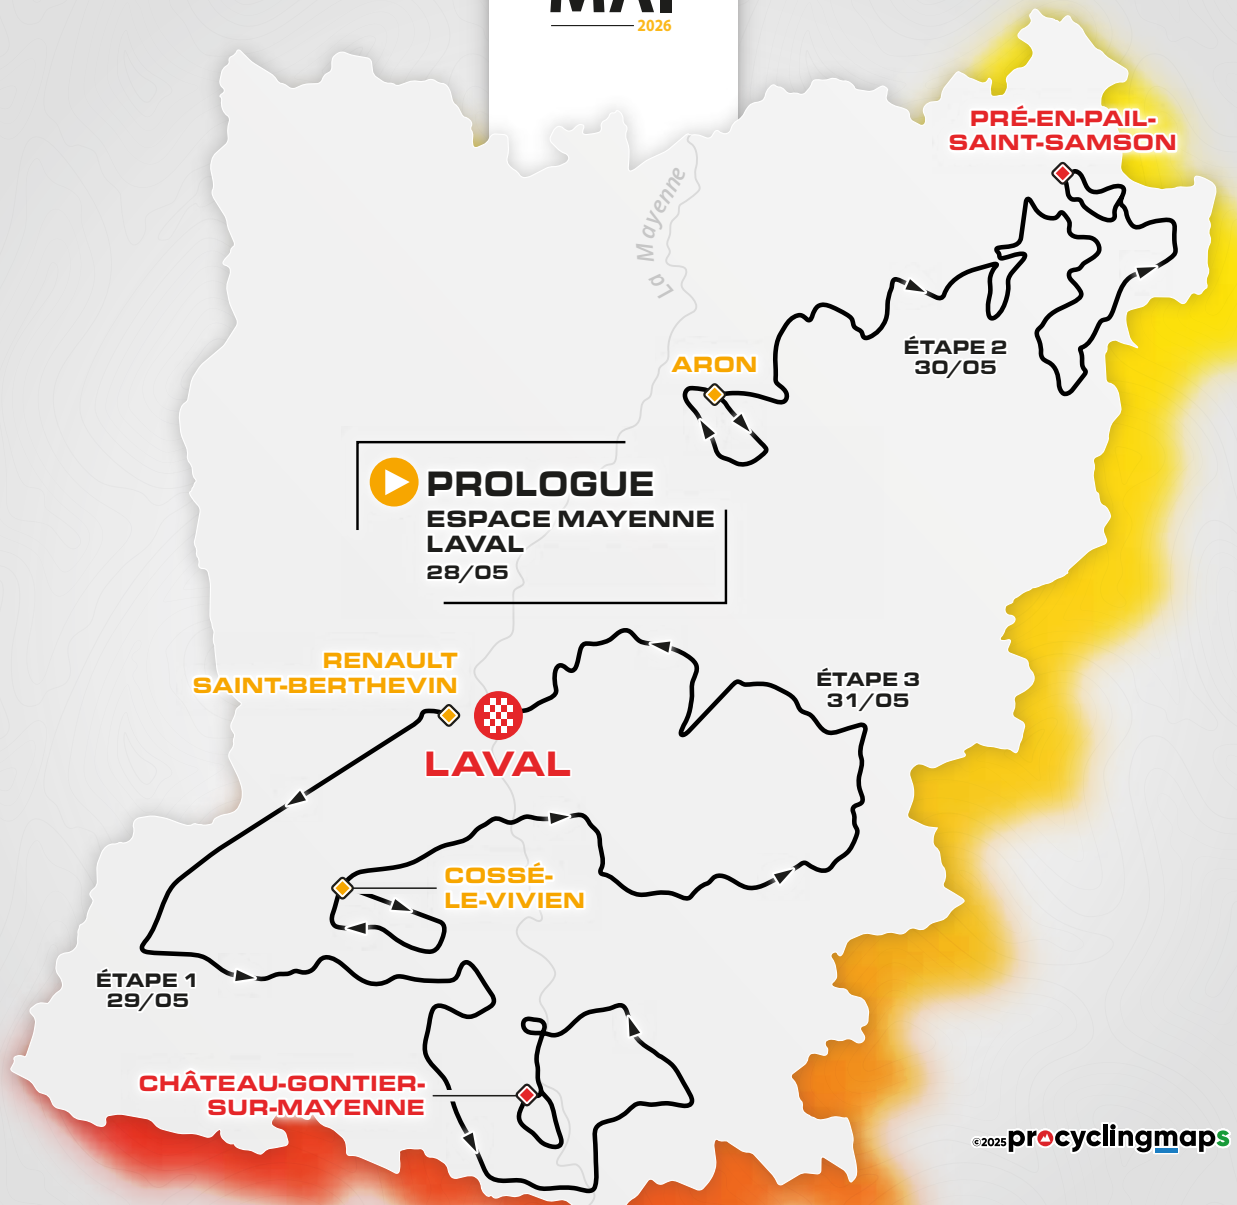 2026
PRÉ-EN-PAIL-
SAINT-SAMSON
La Mayenne
ÉTAPE 2
30/05
ARON
PROLOGUE
ESPACE MAYENNE
LAVAL
28/05
RENAULT
SAINT-BERTHEVIN
ÉTAPE 3
31/05
LAVAL
COSSÉ-
LE-VIVIEN
ÉTAPE 1
29/05
CHÂTEAU-GONTIER-
SUR-MAYENNE
©2025 procyclingmaps